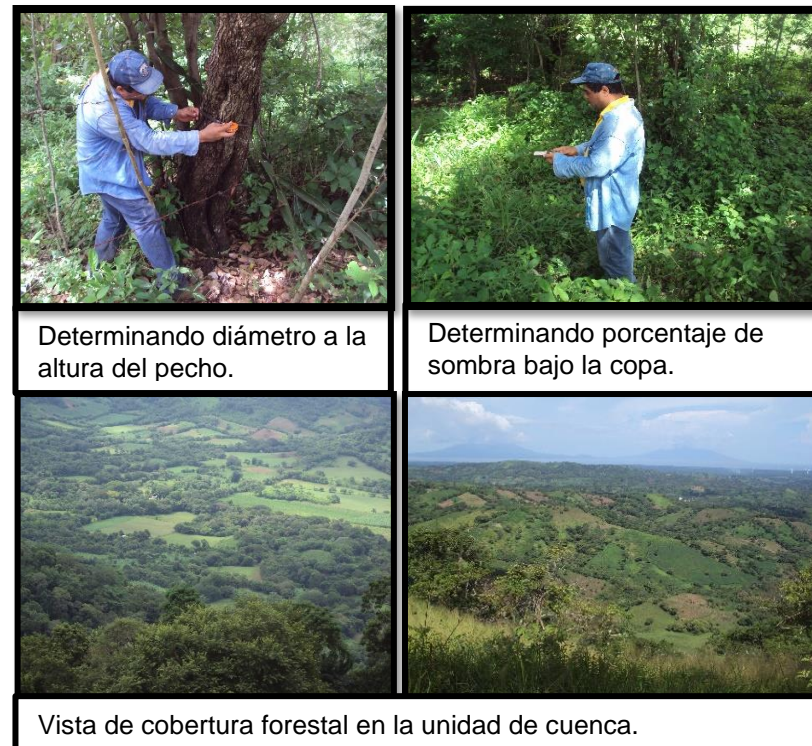 Determinando diámetro a la
altura del pecho.
Determinando porcentaje de
sombra bajo la copa.
Vista de cobertura forestal en la unidad de cuenca.